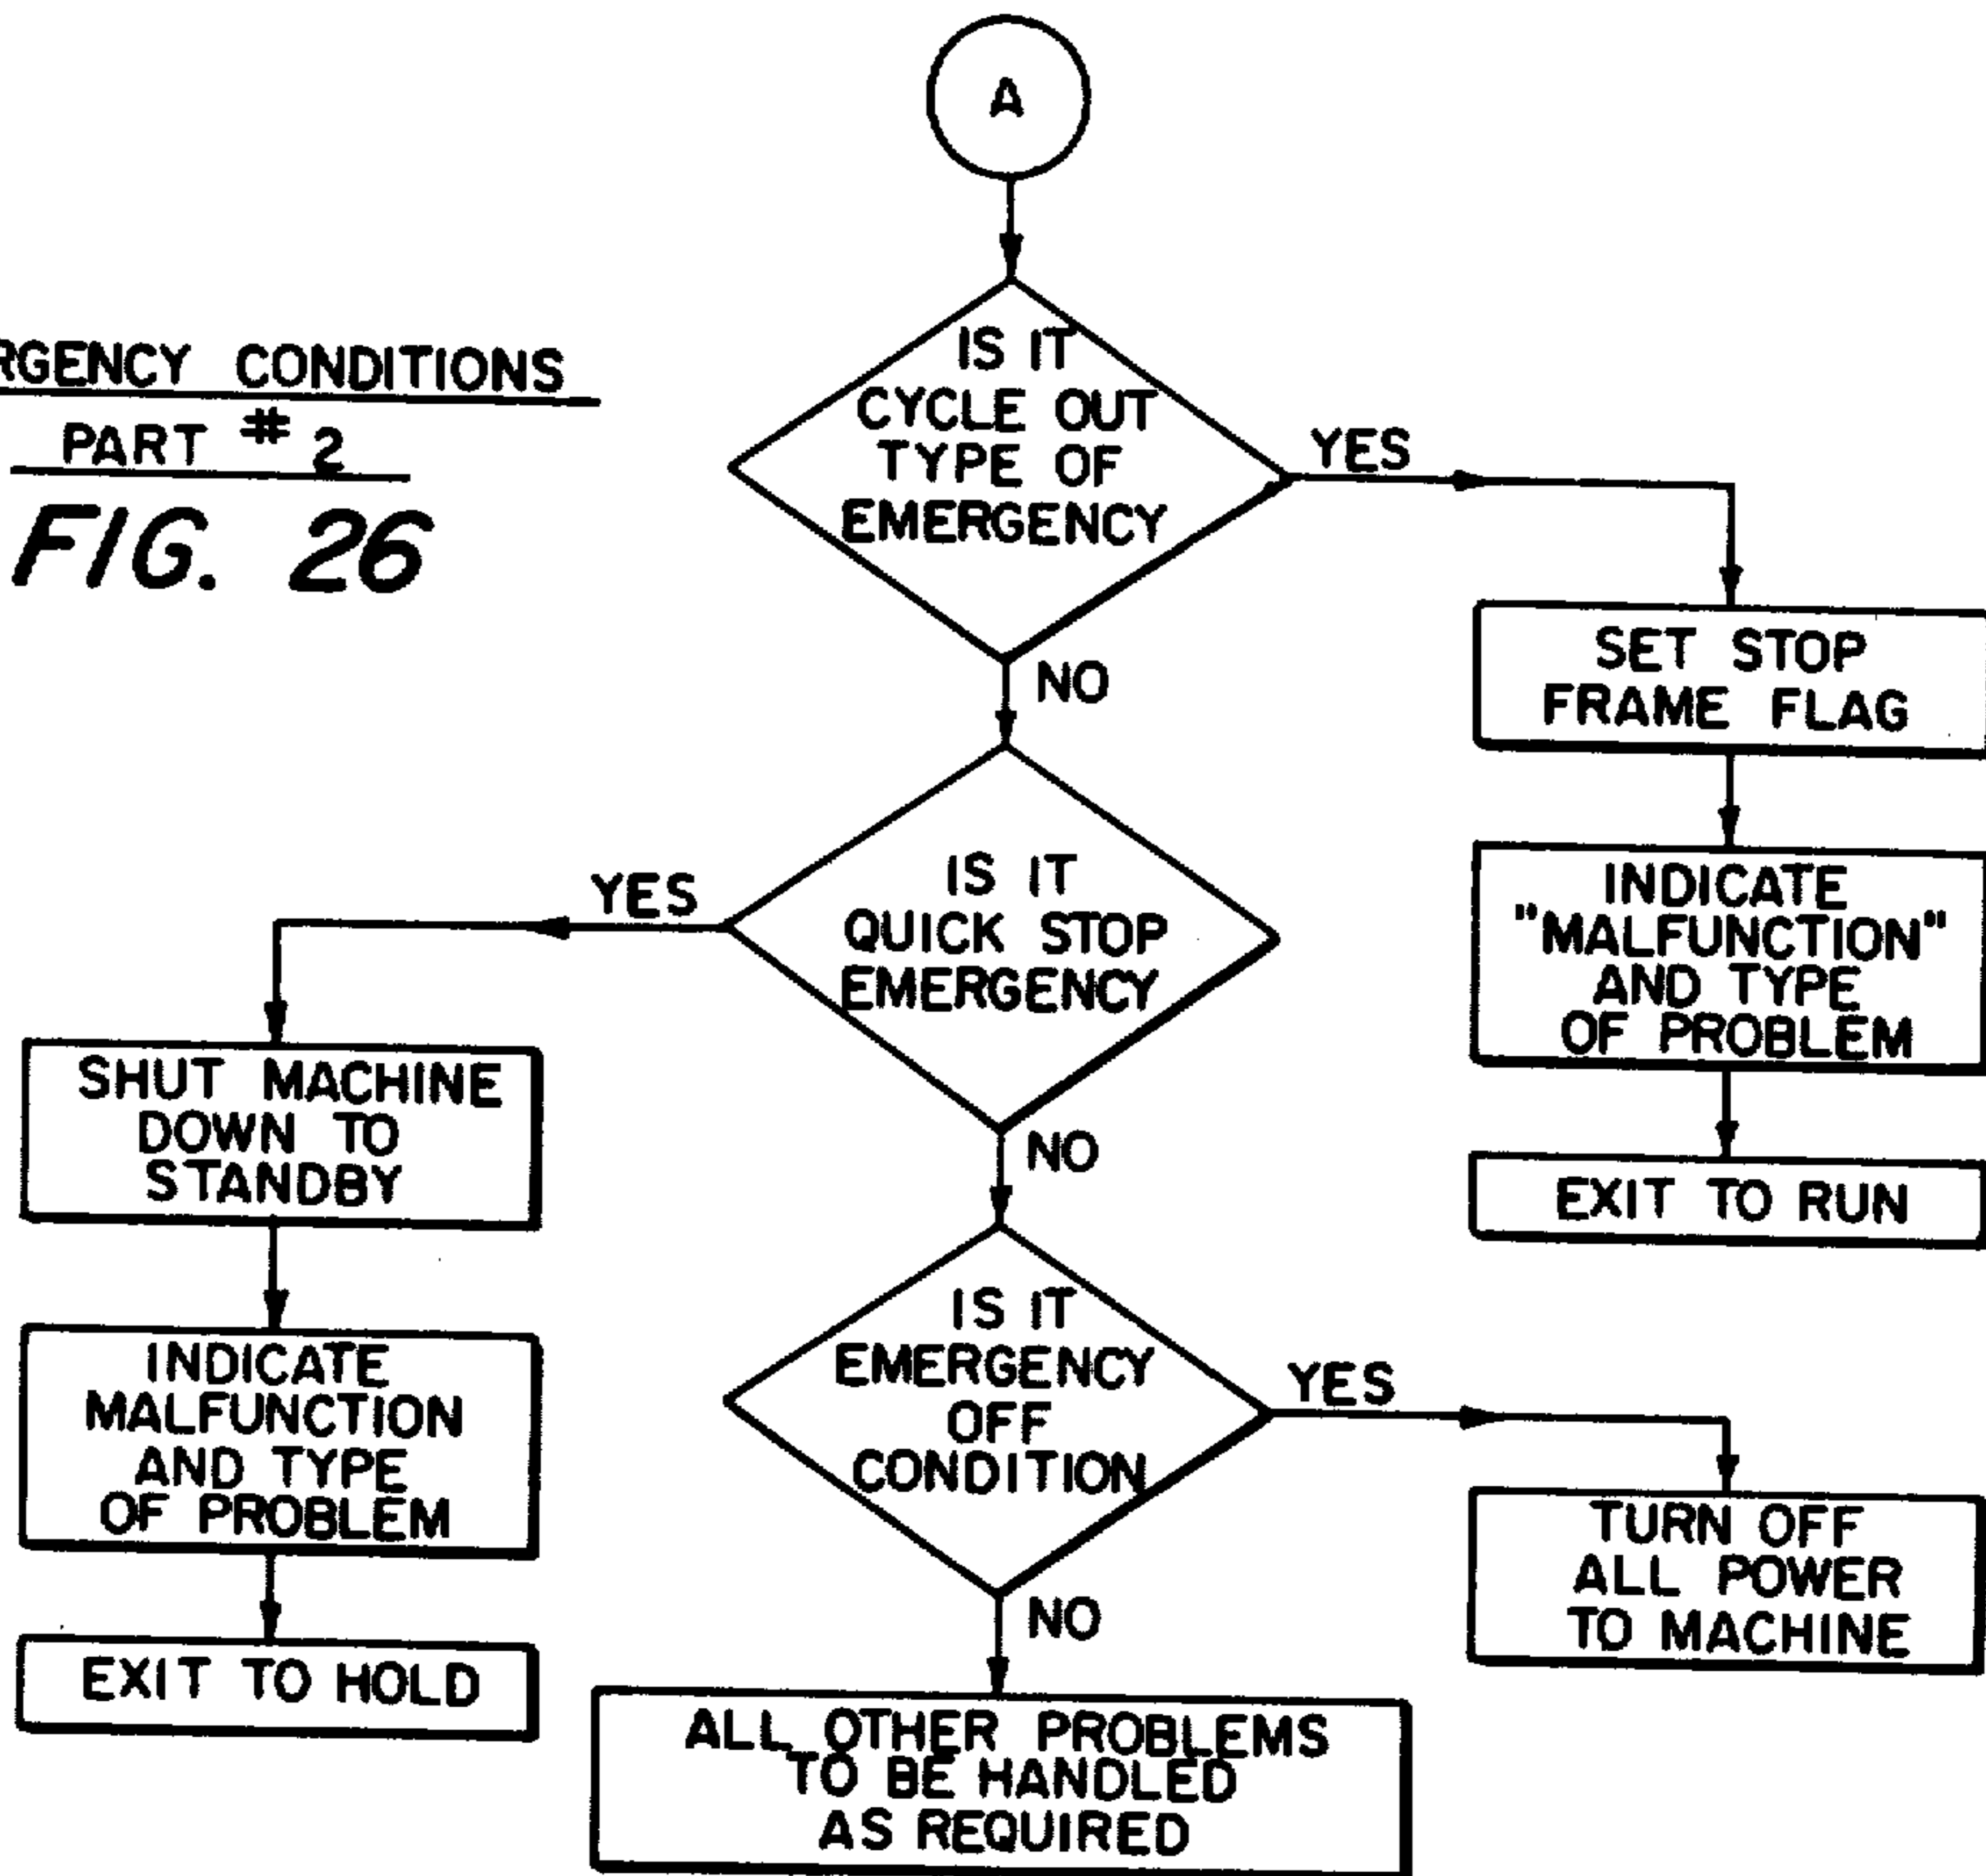 A
RGENCY CONDITIONS
PART # 2
FIG. 26
IS IT
CYCLE OUT
TYPE OF
EMERGENCY
YES
NO
SET STOP
FRAME FLAG
INDICATE
"MALFUNCTION"
AND TYPE
OF PROBLEM
EXIT TO RUN
IS IT
QUICK STOP
EMERGENCY
YES
NO
SHUT MACHINE
DOWN TO
STANDBY
INDICATE
MALFUNCTION
AND TYPE
OF PROBLEM
EXIT TO HOLD
IS IT
EMERGENCY
OFF
CONDITION
YES
NO
TURN OFF
ALL POWER
TO MACHINE
ALL OTHER PROBLEMS
TO BE HANDLED
AS REQUIRED